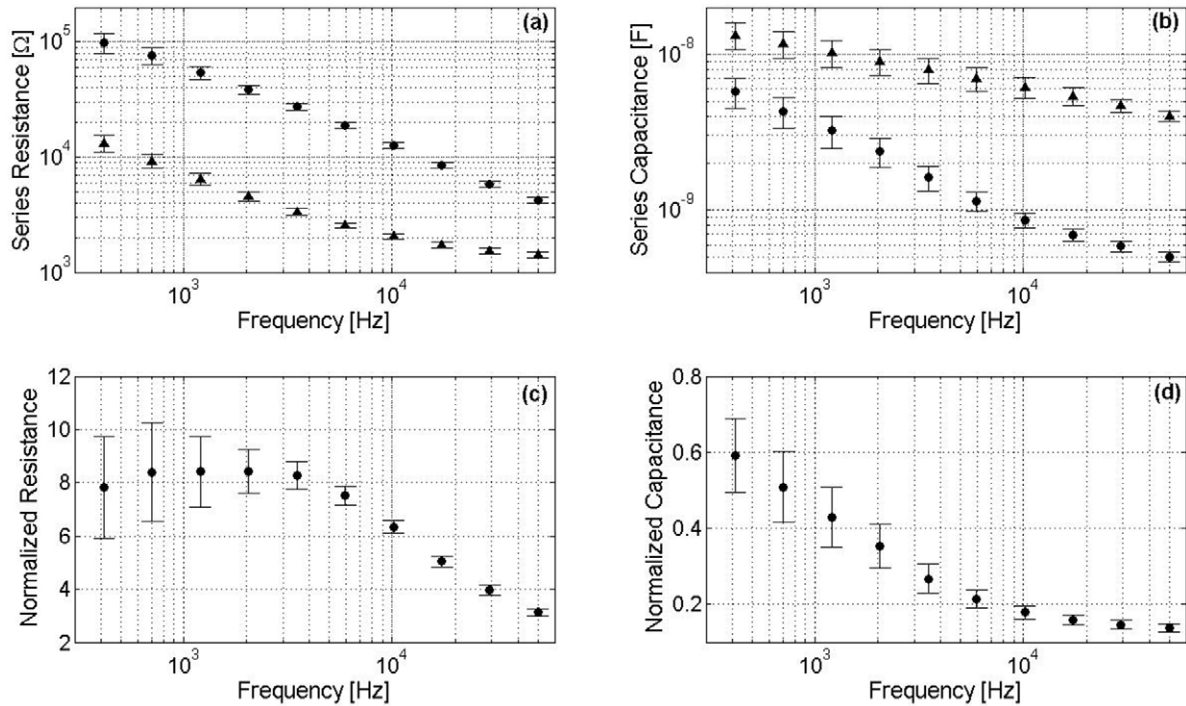 (a)
Series Resistance [Ω]
10^5
10^4
10^3
10^3 10^4
Frequency [Hz]
(b)
Series Capacitance [F]
10^-8
10^-9
10^3 10^4
Frequency [Hz]
(c)
Normalized Resistance
12
10
8
6
4
2
10^3 10^4
Frequency [Hz]
(d)
Normalized Capacitance
0.8
0.6
0.4
0.2
10^3 10^4
Frequency [Hz]